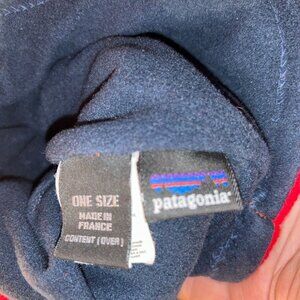 ONE SIZE
MADE IN
FRANCE
CONTENT (OVER)
patagonia